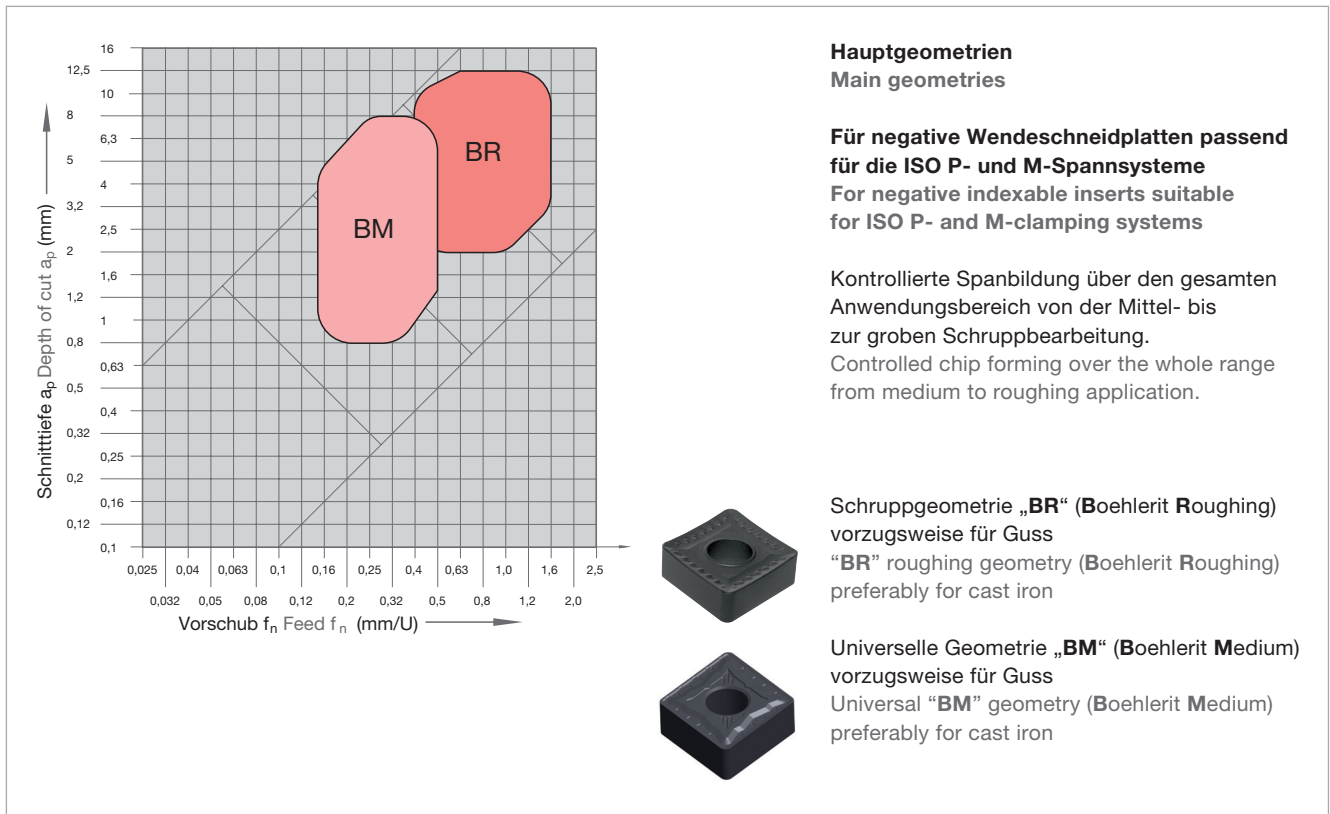 16
12,5
10
8
6,3
5
4
3,2
2,5
2
1,6
1,2
1
0,8
0,63
0,5
0,4
0,32
0,25
0,2
0,16
0,12
0,1
Schnitttiefe ap Depth of cut ap (mm)
BR
BM
0,025 0,04 0,063 0,1 0,16 0,25 0,4 0,63 1,0 1,6 2,5
0,032 0,05 0,08 0,12 0,2 0,32 0,5 0,8 1,2 2,0
Vorschub fn Feed fn (mm/U)
Hauptgeometrien
Main geometries
Für negative Wendeschneidplatten passend
für die ISO P- und M-Spannsysteme
For negative indexable inserts suitable
for ISO P- and M-clamping systems
Kontrollierte Spanbildung über den gesamten
Anwendungsbereich von der Mittel- bis
zur groben Schruppbearbeitung.
Controlled chip forming over the whole range
from medium to roughing application.
Schruppgeometrie „BR“ (Boehlerit Roughing)
vorzugsweise für Guss
“BR” roughing geometry (Boehlerit Roughing)
preferably for cast iron
Universelle Geometrie „BM“ (Boehlerit Medium)
vorzugsweise für Guss
Universal “BM” geometry (Boehlerit Medium)
preferably for cast iron